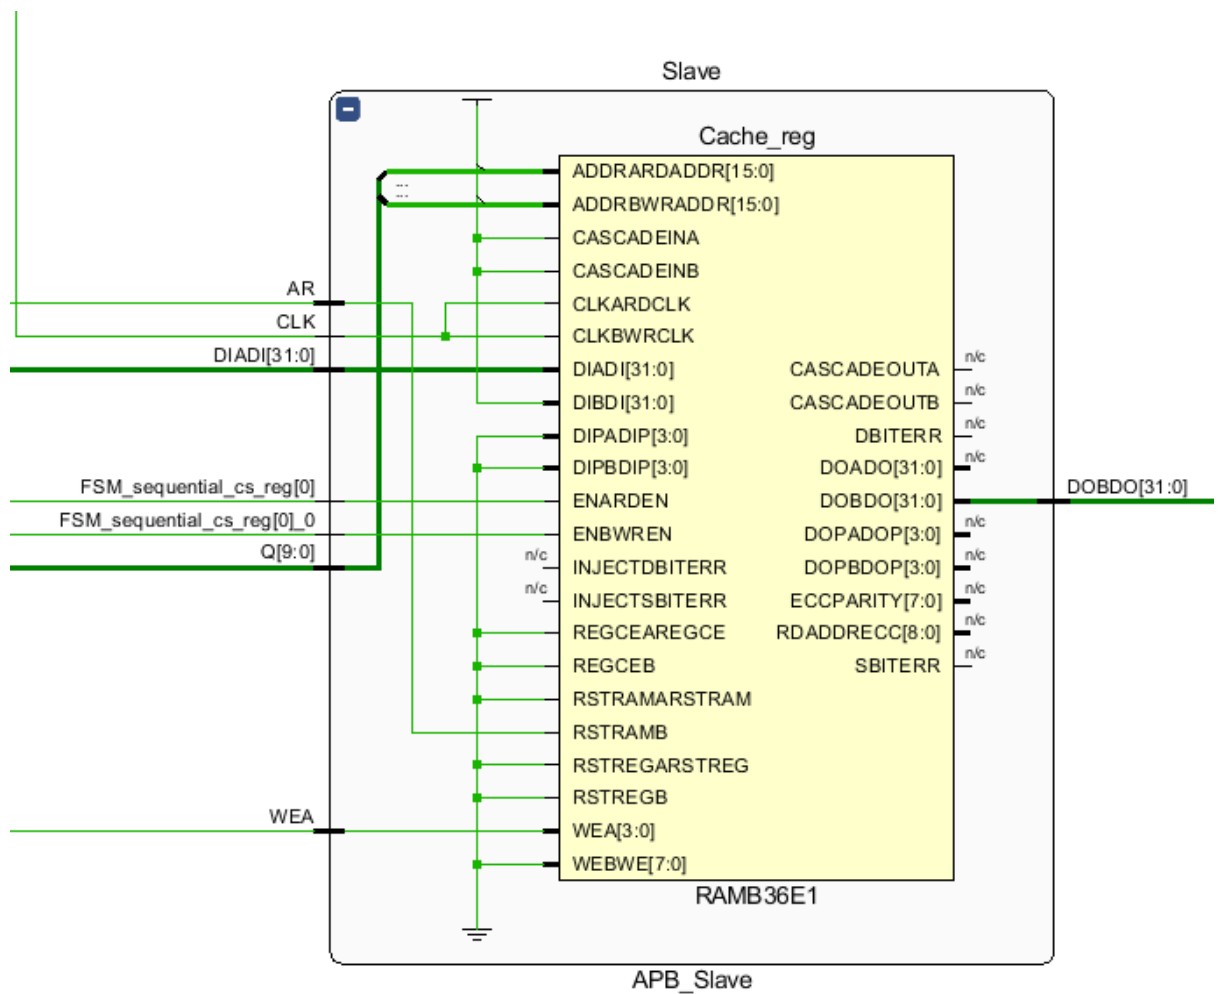 Slave
Cache_reg
ADDRARDADDR[15:0]
ADDRBWRADDR[15:0]
CASCADEINA
CASCADEINB
AR
CLKARDCLK
CLK
CLKBWRCLK
DIADI[31:0]
DIADI[31:0]
CASCADEOUTA
n/c
DIBDI[31:0]
CASCADEOUTB
n/c
DIPADIP[3:0]
DBITERR
n/c
DIPBDIP[3:0]
DOADO[31:0]
n/c
FSM_sequential_cs_reg[0]
ENARDEN
DOBDO[31:0]
DOBDO[31:0]
FSM_sequential_cs_reg[0]_0
ENBWREN
DOPADOP[3:0]
n/c
Q[9:0]
n/c
INJECTDBITERR
DOPBDOP[3:0]
n/c
n/c
INJECTSBITERR
ECCPARITY[7:0]
n/c
REGCEAREGCE
RDADDRECC[8:0]
n/c
REGCEB
SBITERR
n/c
RSTRAMARSTRAM
RSTRAMB
RSTREGARSTREG
RSTREGB
WEA
WEA[3:0]
WEBWE[7:0]
RAMB36E1
APB_Slave